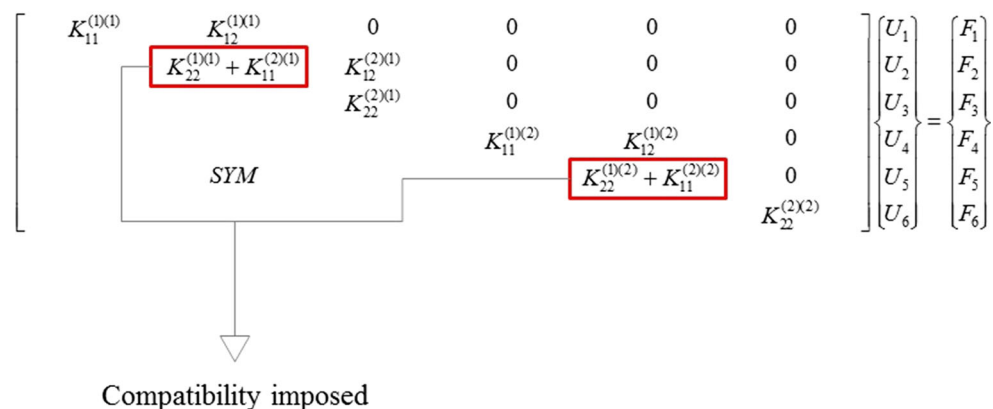 K_{11}^{(1)(1)} K_{12}^{(1)(1)} 0 0 0 0 U_1 F_1
K_{22}^{(1)(1)} + K_{11}^{(2)(1)} K_{12}^{(2)(1)} 0 0 0 U_2 F_2
K_{22}^{(2)(1)} 0 0 0 U_3 = F_3
K_{11}^{(1)(2)} K_{12}^{(1)(2)} 0 U_4 F_4
SYM K_{22}^{(1)(2)} + K_{11}^{(2)(2)} 0 U_5 F_5
K_{22}^{(2)(2)} U_6 F_6
Compatibility imposed